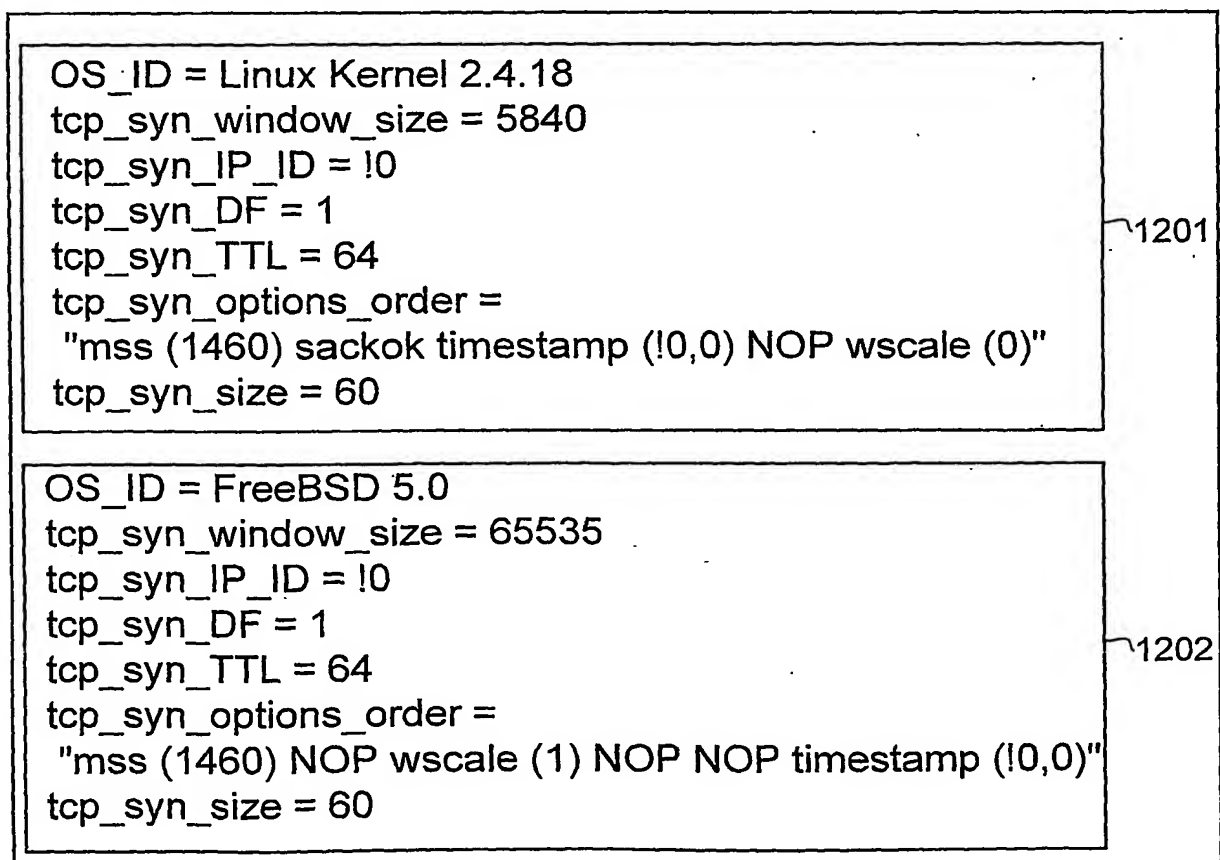 OS_ID = Linux Kernel 2.4.18
tcp_syn_window_size = 5840
tcp_syn_IP_ID = !0
tcp_syn_DF = 1
tcp_syn_TTL = 64
tcp_syn_options_order =
"mss (1460) sackok timestamp (!0,0) NOP wscale (0)"
tcp_syn_size = 60
1201
OS_ID = FreeBSD 5.0
tcp_syn_window_size = 65535
tcp_syn_IP_ID = !0
tcp_syn_DF = 1
tcp_syn_TTL = 64
tcp_syn_options_order =
"mss (1460) NOP wscale (1) NOP NOP timestamp (!0,0)"
tcp_syn_size = 60
1202